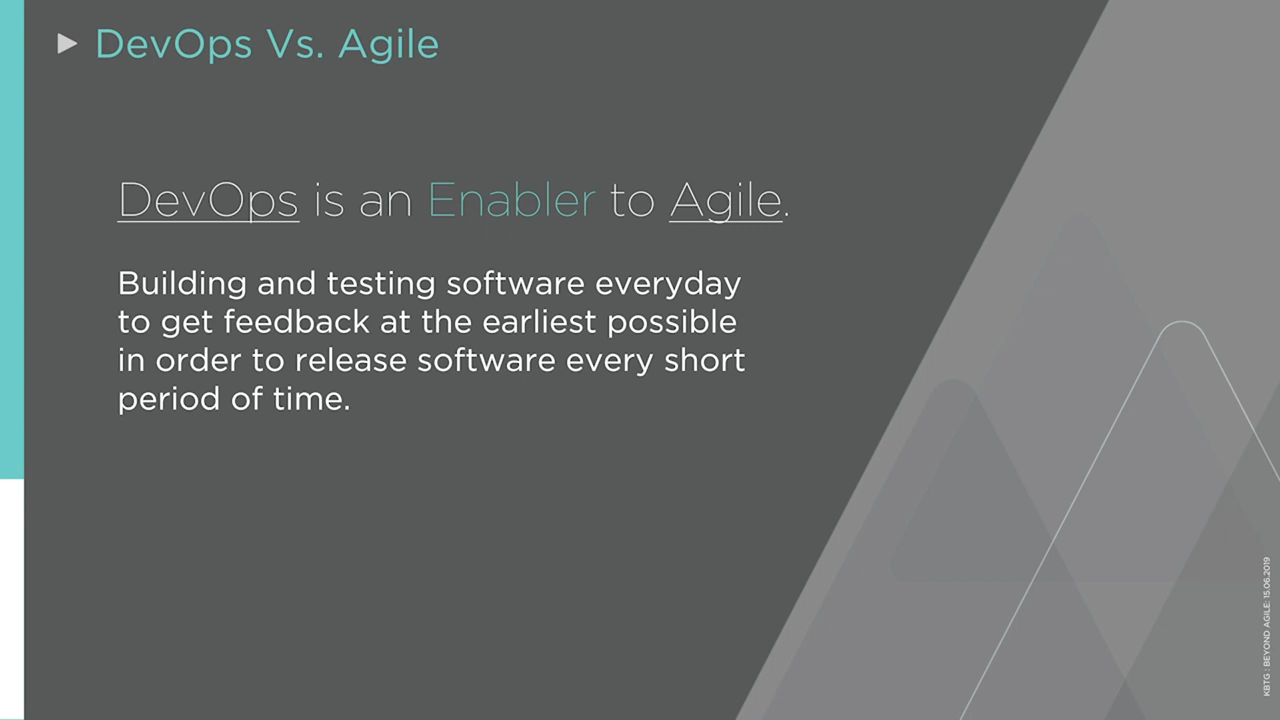 DevOps Vs. Agile
DevOps is an Enabler to Agile.
Building and testing software everyday
to get feedback at the earliest possible
in order to release software every short
period of time.
KBTG : BEYOND AGILE: 15.06.2019